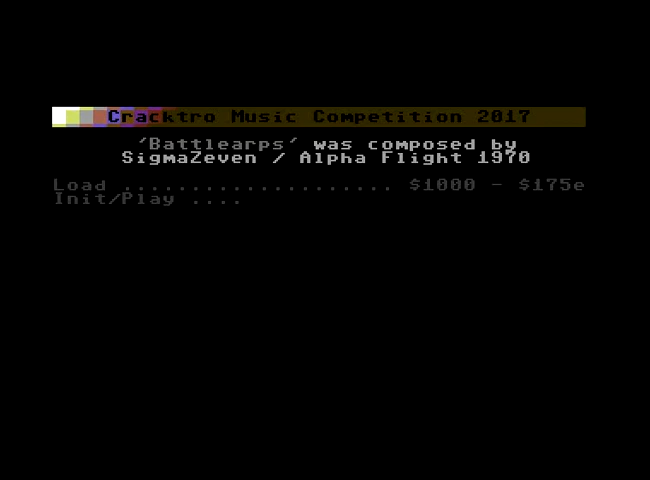 Cracktro Music Competition 2017
'Battlearps' was composed by
SigmaZeven / Alpha Flight 1970
Load .................... $1000 - $175e
Init/Play ....